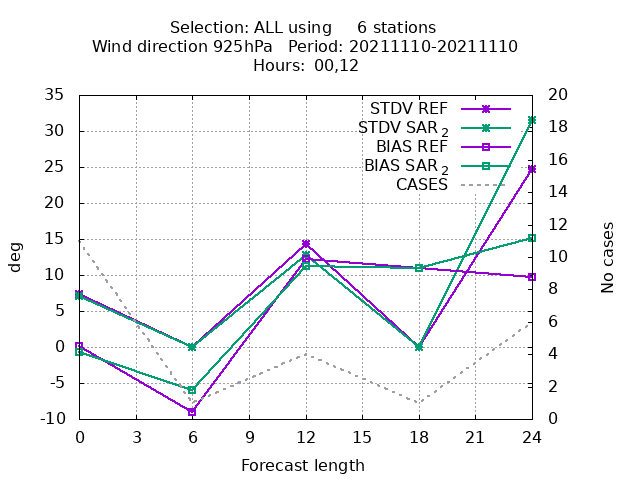 Selection: ALL using     6 stations
Wind direction 925hPa   Period: 20211110-20211110
Hours:  00,12
STDV REF
STDV SAR 2
BIAS REF
BIAS SAR 2
CASES
deg
35
30
25
20
15
10
5
0
-5
-10
0 3 6 9 12 15 18 21 24
Forecast length
20
18
16
14
12
10
8
6
4
2
0
No cases